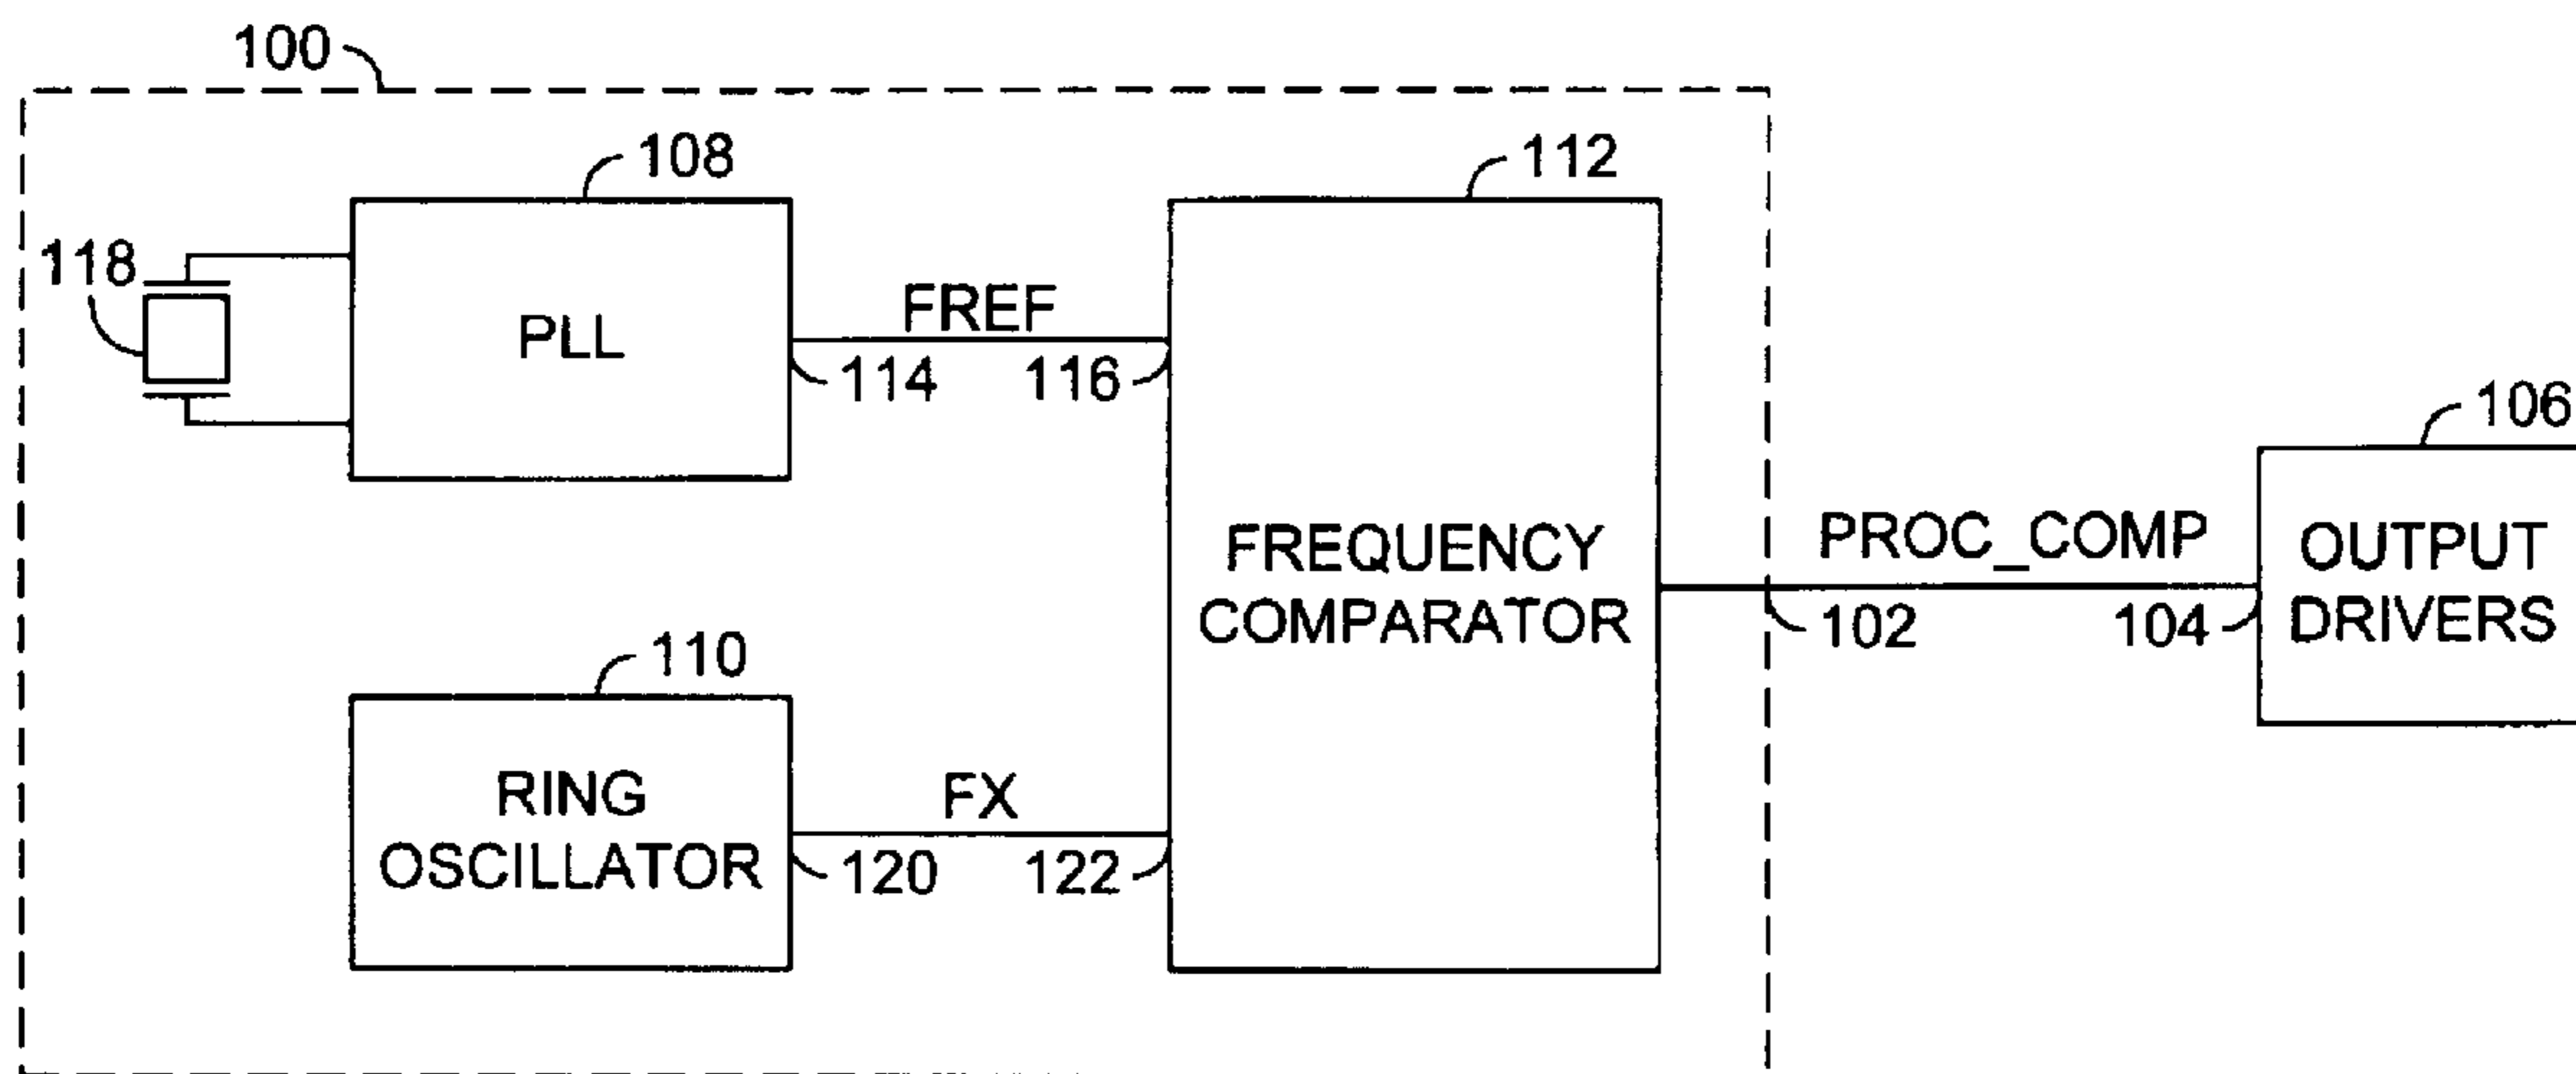 100
108
112
118
PLL
FREF
114
116
106
FREQUENCY
COMPARATOR
PROC_COMP
OUTPUT
DRIVERS
102
104
110
RING
OSCILLATOR
FX
120
122